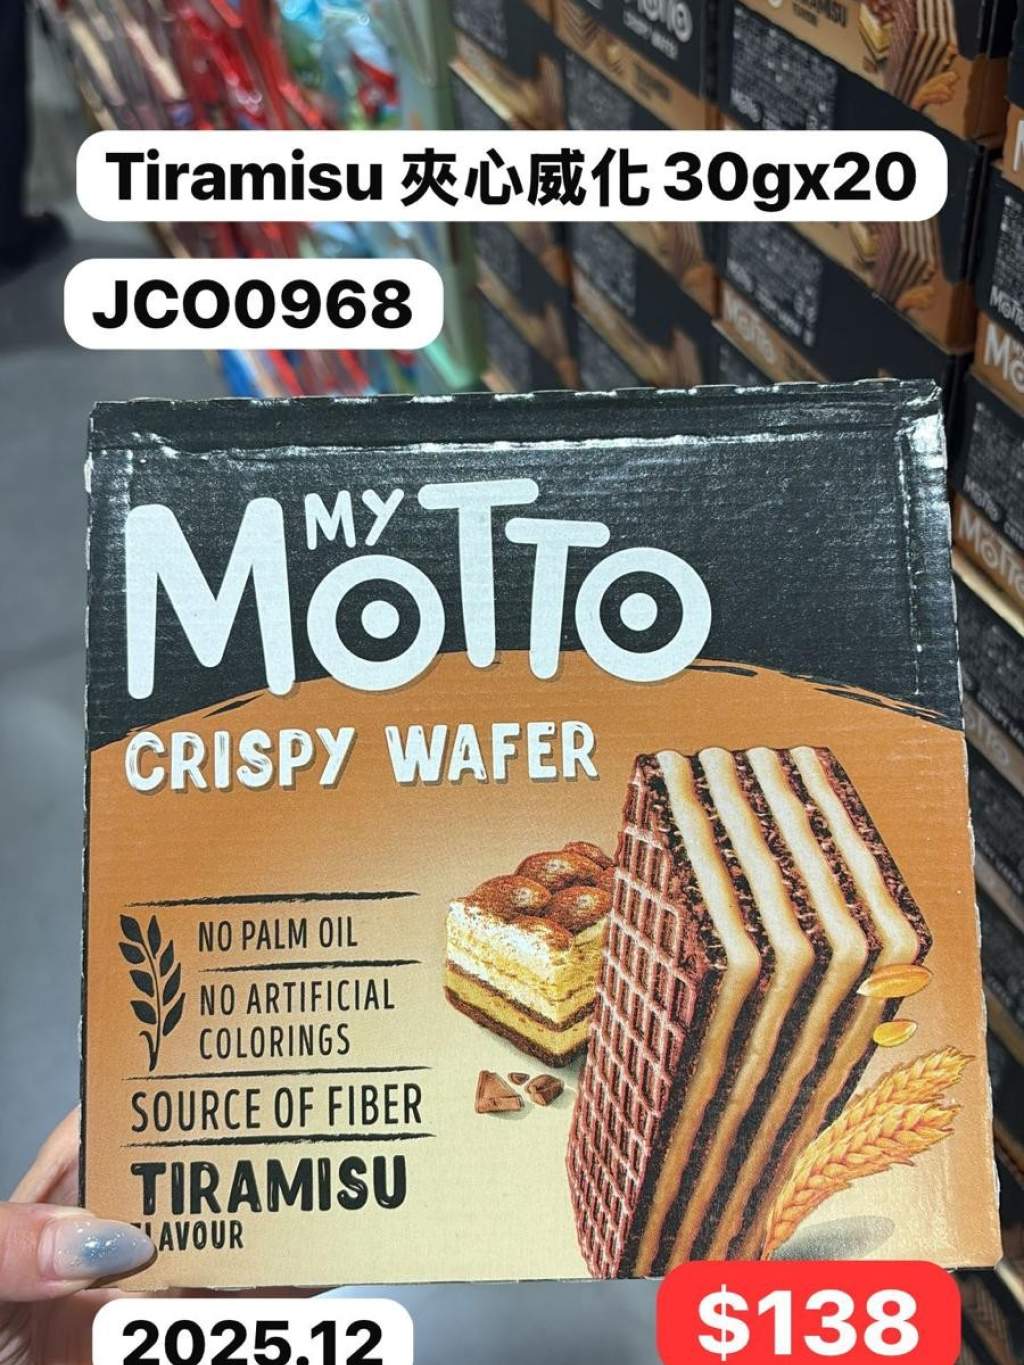 Tiramisu 夾心威化 30gx20
JCO0968
MY
MOTTO
CRISPY WAFER
NO PALM OIL
NO ARTIFICIAL
COLORINGS
SOURCE OF FIBER
TIRAMISU
FLAVOUR
2025.12
$138